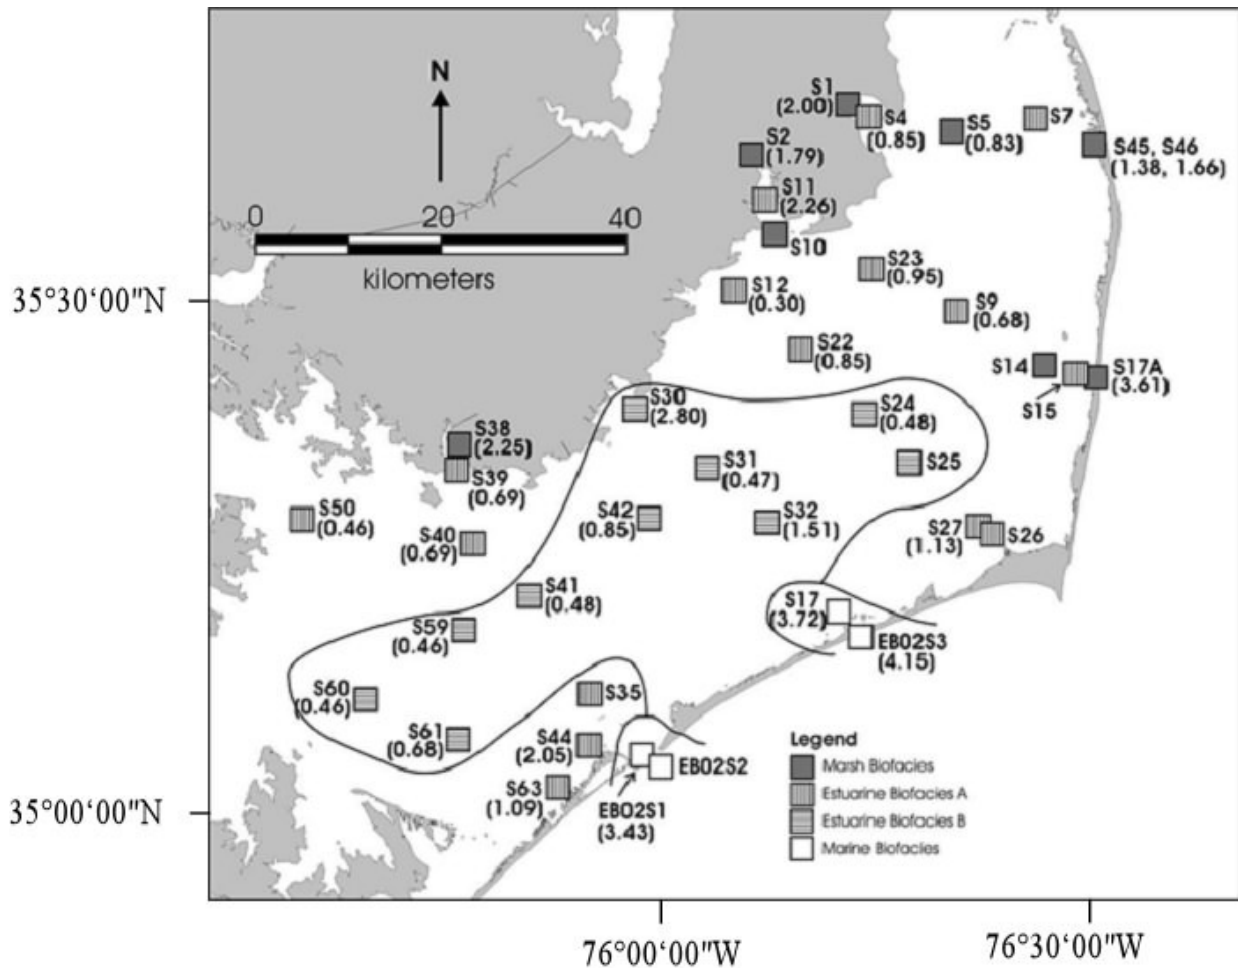 N
S1
(2.00)
S4
(0.85)
S5
(0.83)
S7
S2
(1.79)
S45, S46
(1.38, 1.66)
S11
(2.26)
0 20 40
kilometers
S10
S23
(0.95)
35°30‘00"N
S12
(0.30)
S9
(0.68)
S22
(0.85)
S14
S17A
(3.61)
S15
S30
(2.80)
S24
(0.48)
S38
(2.25)
S39
(0.69)
S31
(0.47)
S25
S50
(0.46)
S42
(0.85)
S32
(1.51)
S27
(1.13)
S26
S40
(0.69)
S41
(0.48)
S17
(3.72)
S59
(0.46)
EB02S3
(4.15)
S60
(0.46)
S35
S61
(0.68)
S44
(2.05)
EB02S2
S63
(1.09)
EB02S1
(3.43)
35°00‘00"N
Legend
Marsh Biofacies
Estuarine Biofacies A
Estuarine Biofacies B
Marine Biofacies
76°00‘00"W
76°30‘00"W